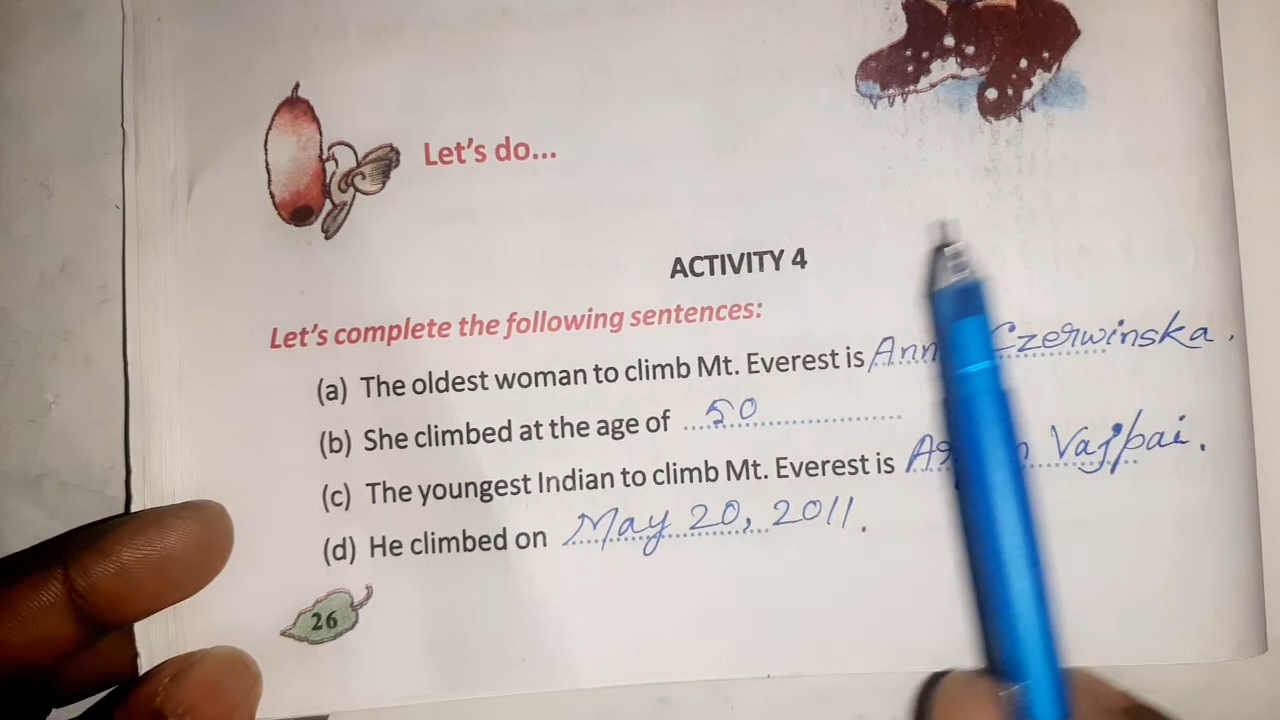 Let's do...
ACTIVITY 4
Let's complete the following sentences:
(a) The oldest woman to climb Mt. Everest is Czerwinska.
(b) She climbed at the age of 50
(c) The youngest Indian to climb Mt. Everest is Vajpai.
(d) He climbed on May 20, 2011.
26